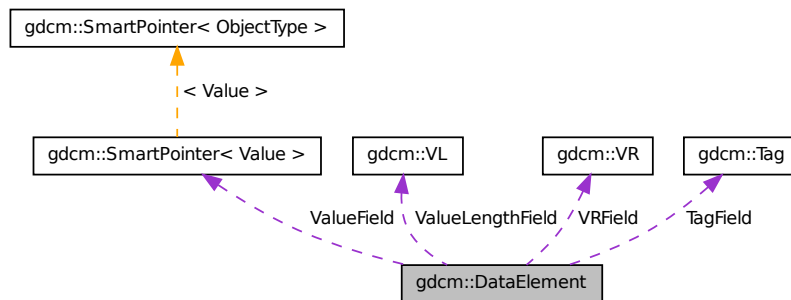 gdcm::SmartPointer< ObjectType >
< Value >
gdcm::SmartPointer< Value >
gdcm::VL
gdcm::VR
gdcm::Tag
ValueField
ValueLengthField
VRField
TagField
gdcm::DataElement